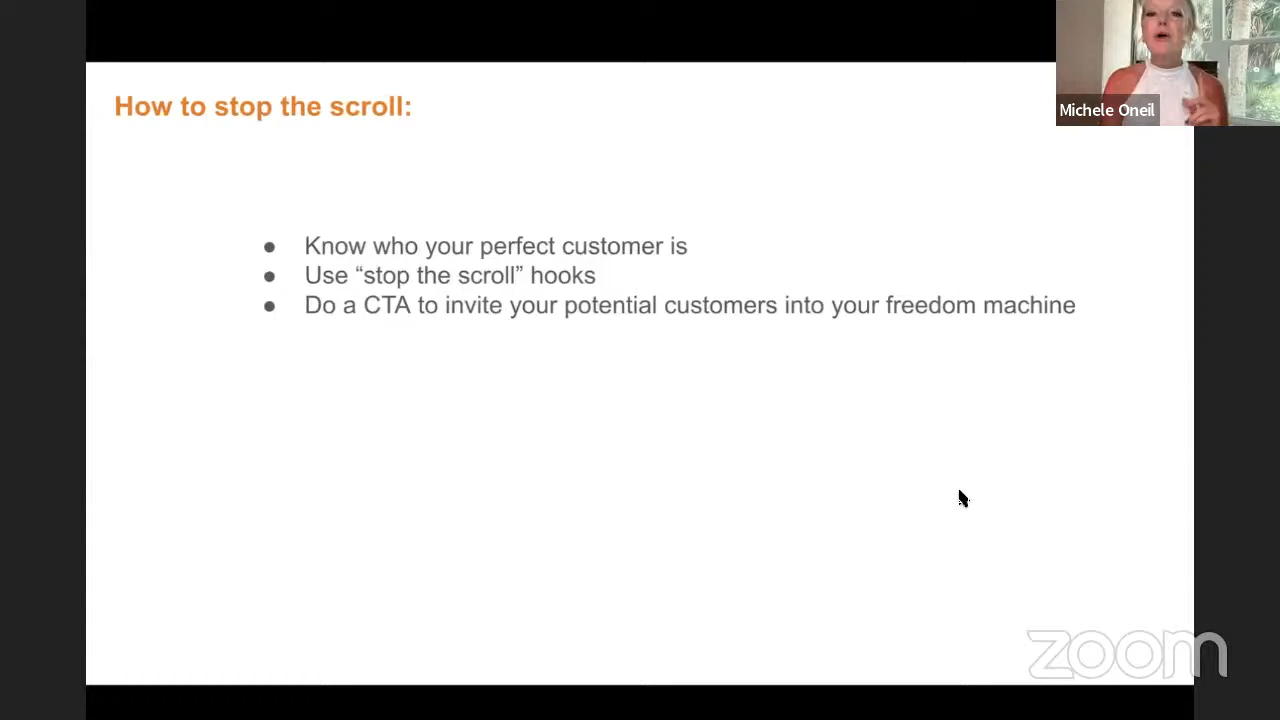 Michele Oneil
How to stop the scroll:
● Know who your perfect customer is
● Use “stop the scroll” hooks
● Do a CTA to invite your potential customers into your freedom machine
zoom